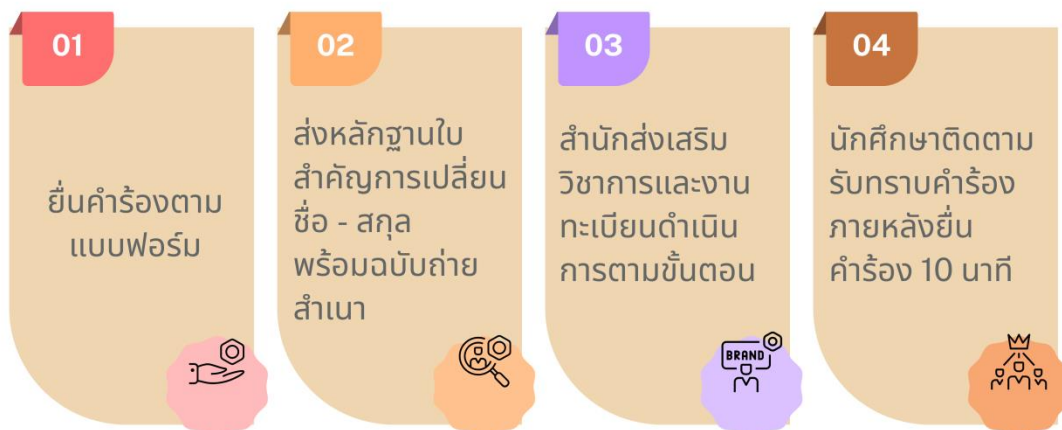 01
ยื่นคำร้องตาม
แบบฟอร์ม
02
ส่งหลักฐานใบ
สำคัญการเปลี่ยน
ชื่อ - สกุล
พร้อมฉบับถ่าย
สำเนา
03
สำนักส่งเสริม
วิชาการและงาน
ทะเบียนดำเนิน
การตามขั้นตอน
BRAND
04
นักศึกษาติดตาม
รับทราบคำร้อง
ภายหลังยื่น
คำร้อง 10 นาที